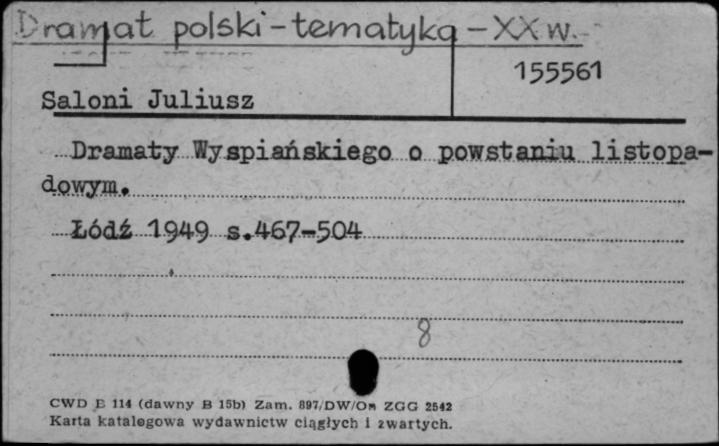 Dramat polski - tematyka - XX w.
155561
Saloni Juliusz
Dramaty Wyspiańskiego o powstaniu listopa-
dowym.
Łódź 1949 s.467-504
8
CWD E 114 (dawny B 15b) Zam. 897/DW/Om ZGG 2542
Karta katalogowa wydawnictw ciągłych i zwartych.